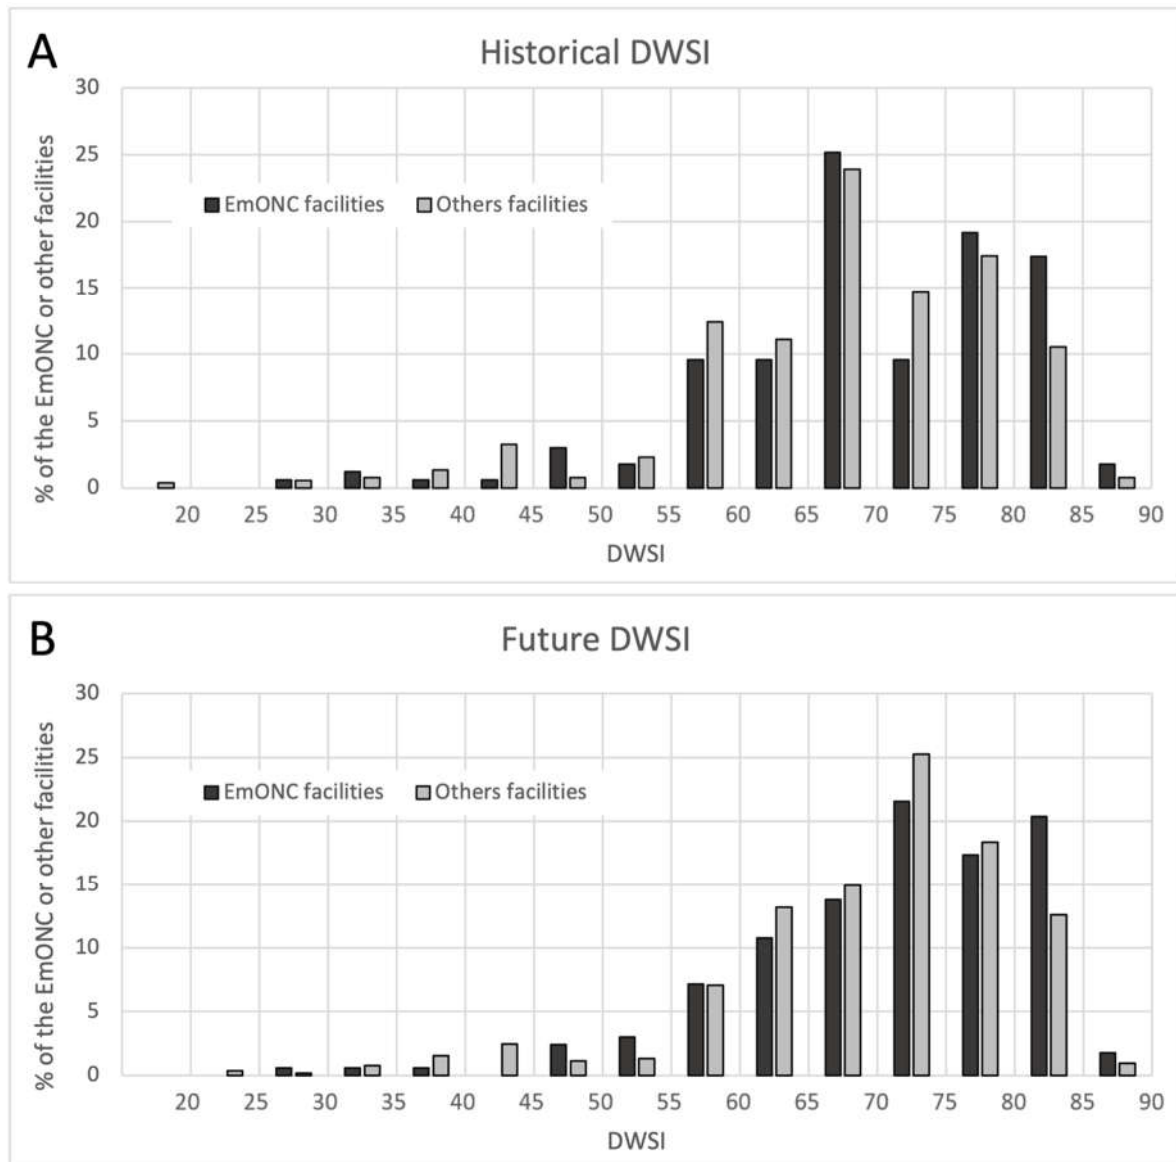 A
Historical DWSI
% of the EmONC or other facilities
30
25
20
15
10
5
0
EmONC facilities Others facilities
20 25 30 35 40 45 50 55 60 65 70 75 80 85 90
DWSI
B
Future DWSI
% of the EmONC or other facilities
30
25
20
15
10
5
0
EmONC facilities Others facilities
20 25 30 35 40 45 50 55 60 65 70 75 80 85 90
DWSI